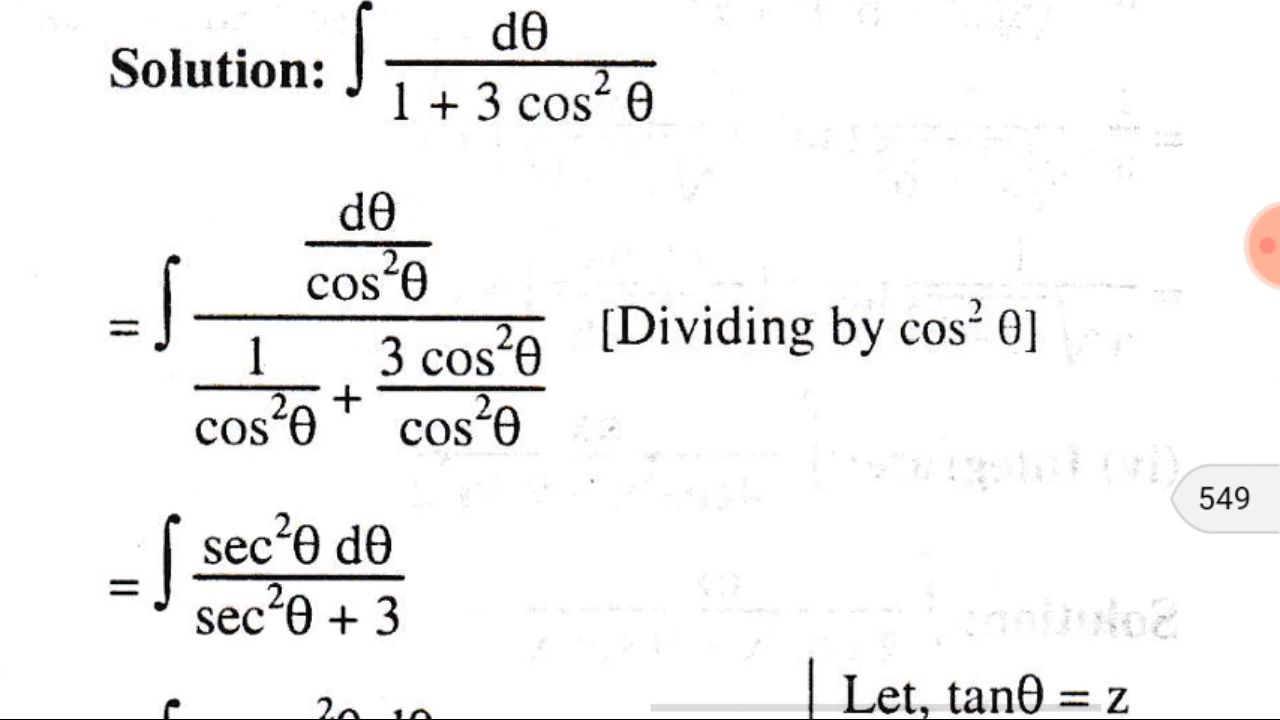 Solution: ∫ dθ / (1 + 3 cos² θ)
= ∫ (dθ / cos²θ) / (1 / cos²θ + 3 cos²θ / cos²θ) [Dividing by cos² θ]
549
= ∫ sec²θ dθ / (sec²θ + 3)
Let, tanθ = z